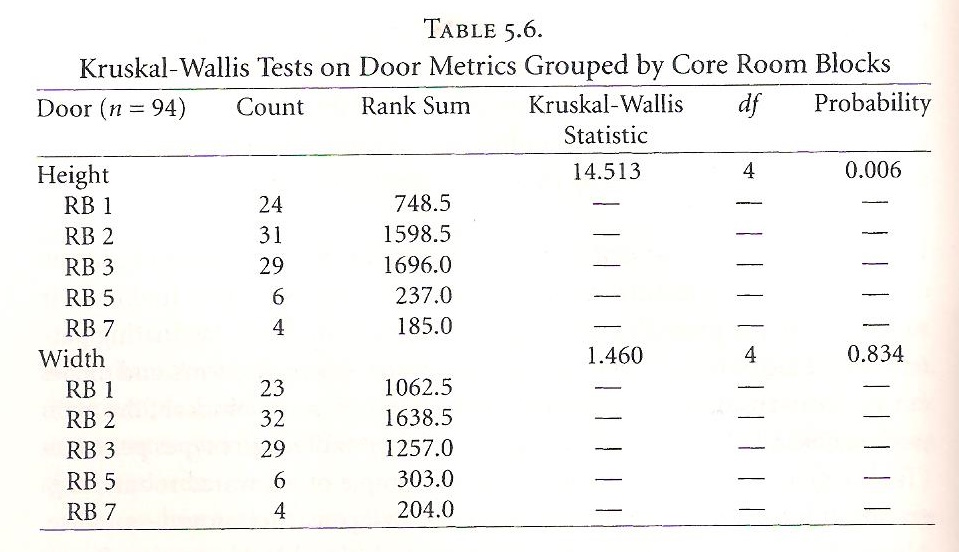 TABLE 5.6.
Kruskal-Wallis Tests on Door Metrics Grouped by Core Room Blocks
Door (n = 94) Count Rank Sum Kruskal-Wallis Statistic df Probability
Height 14.513 4 0.006
RB 1 24 748.5 — — —
RB 2 31 1598.5 — — —
RB 3 29 1696.0 — — —
RB 5 6 237.0 — — —
RB 7 4 185.0 — — —
Width 1.460 4 0.834
RB 1 23 1062.5 — — —
RB 2 32 1638.5 — — —
RB 3 29 1257.0 — — —
RB 5 6 303.0 — — —
RB 7 4 204.0 — — —